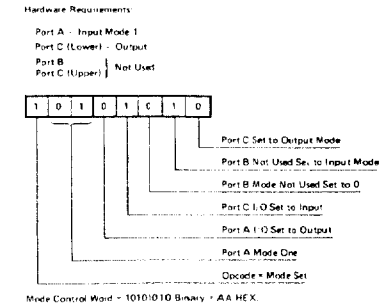 Hardware Requirements:
Port A - Input Mode 1
Port C (Lower) - Output
Port B
Port C (Upper)
Not Used
1 0 1 0 1 0 1 0
Port C Set to Output Mode
Port B Not Used Set to Input Mode
Port B Mode Not Used Set to 0
Port C I/O Set to Input
Port A I/O Set to Output
Port A Mode One
Opcode = Mode Set
Mode Control Word = 10101010 Binary = AA HEX.